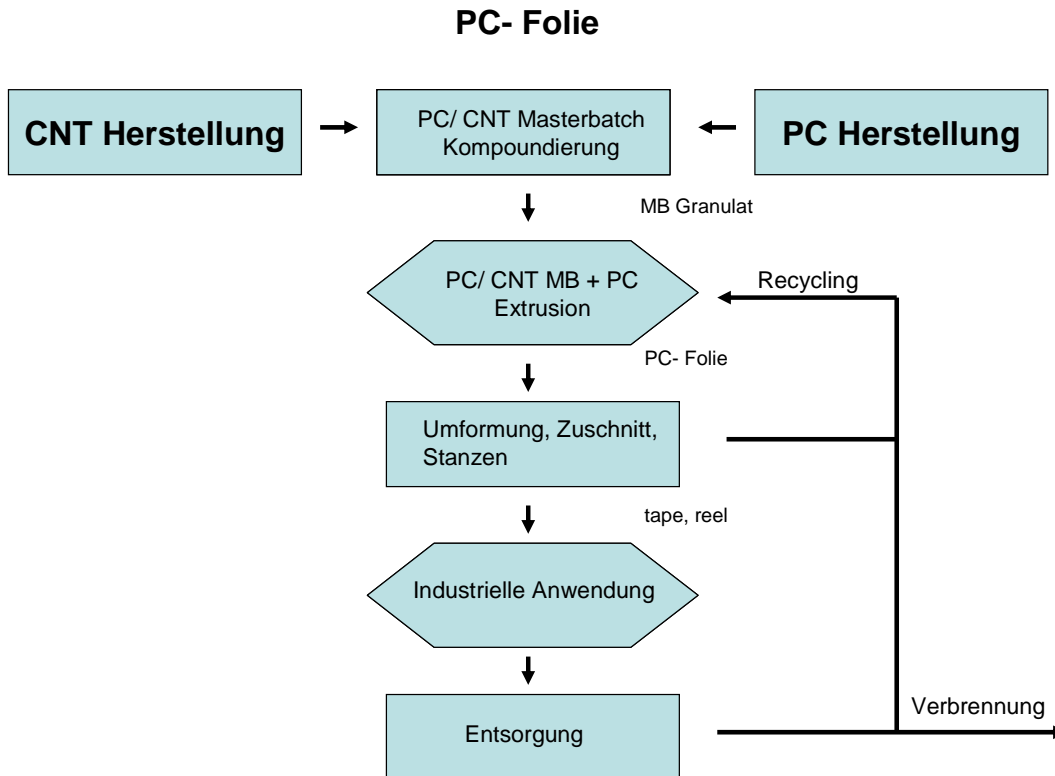 PC- Folie
CNT Herstellung
PC/ CNT Masterbatch
Kompoundierung
PC Herstellung
MB Granulat
PC/ CNT MB + PC
Extrusion
Recycling
PC- Folie
Umformung, Zuschnitt,
Stanzen
tape, reel
Industrielle Anwendung
Entsorgung
Verbrennung